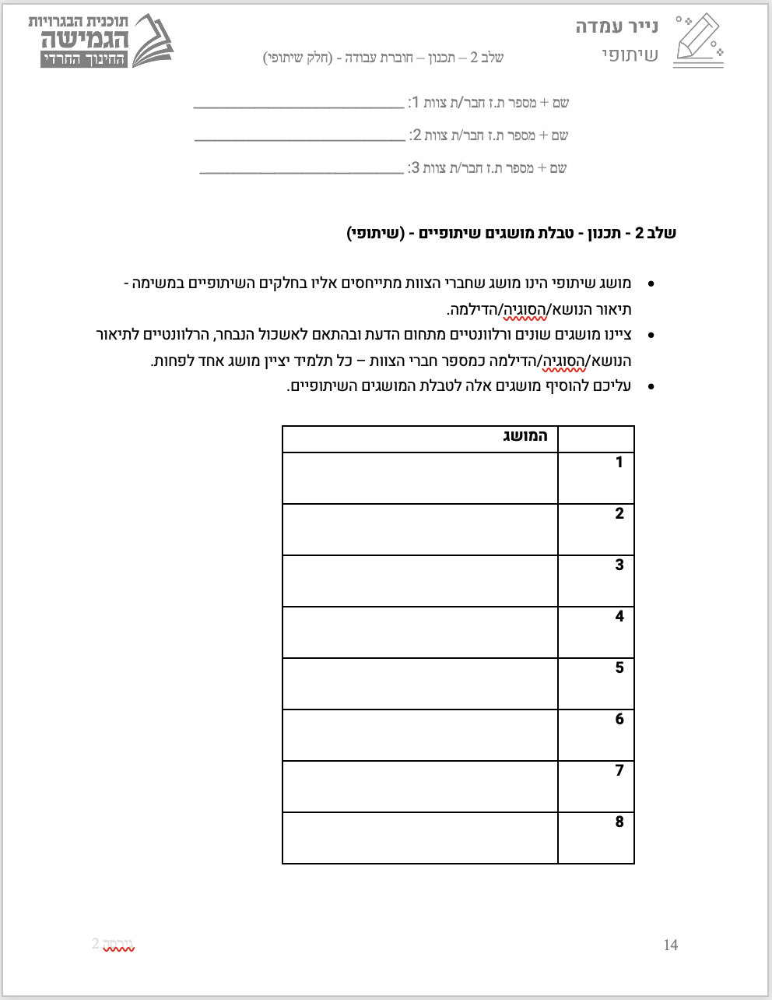 תוכנית הבגרויות
הגמישה
החינוך החרדי
נייר עמדה
שיתופי
שלב 2 – תכנון – חוברת עבודה - (חלק שיתופי)
שם + מספר ת.ז חבר/ת צוות 1: ___________________________
שם + מספר ת.ז חבר/ת צוות 2: ___________________________
שם + מספר ת.ז חבר/ת צוות 3: __________________________
שלב 2 - תכנון - טבלת מושגים שיתופיים - (שיתופי)
• מושג שיתופי הינו מושג שחברי הצוות מתייחסים אליו בחלקים השיתופיים במשימה -
תיאור הנושא/הסוגיה/הדילמה.
• ציינו מושגים שונים ורלוונטיים מתחום הדעת ובהתאם לאשכול הנבחר, הרלוונטיים לתיאור
הנושא/הסוגיה/הדילמה כמספר חברי הצוות – כל תלמיד יציין מושג אחד לפחות.
• עליכם להוסיף מושגים אלה לטבלת המושגים השיתופיים.
המושג
1
2
3
4
5
6
7
8
14
גירסה 2